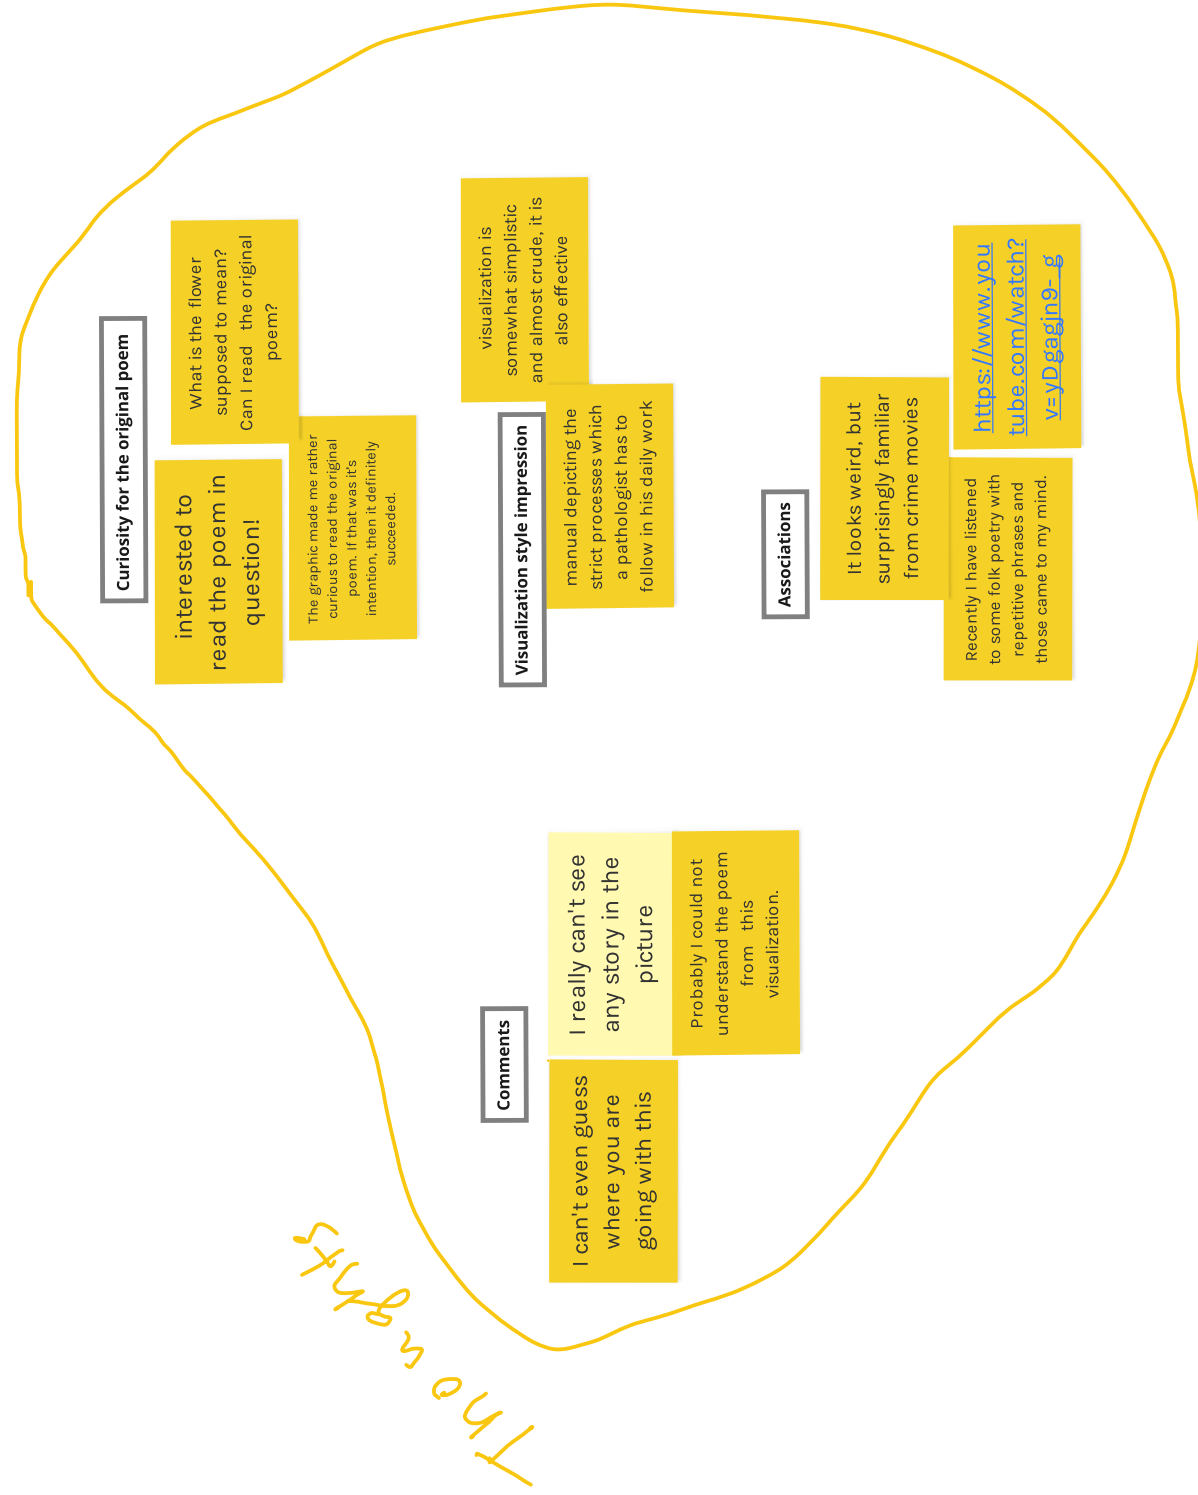 Thoughts
Comments
I can't even guess
where you are
going with this
I really can't see
any story in the
picture
Probably I could not
understand the poem
from this
visualization.
Curiosity for the original poem
interested to
read the poem in
question!
What is the flower
supposed to mean?
Can I read the original
poem?
The graphic made me rather
curious to read the original
poem. If that was it's
intention, then it definitely
succeeded.
Visualization style impression
visualization is
somewhat simplistic
and almost crude, it is
also effective
manual depicting the
strict processes which
a pathologist has to
follow in his daily work
Associations
It looks weird, but
surprisingly familiar
from crime movies
Recently I have listened
to some folk poetry with
repetitive phrases and
those came to my mind.
https://www.you
tube.com/watch?
v=yDgagjn9-_g